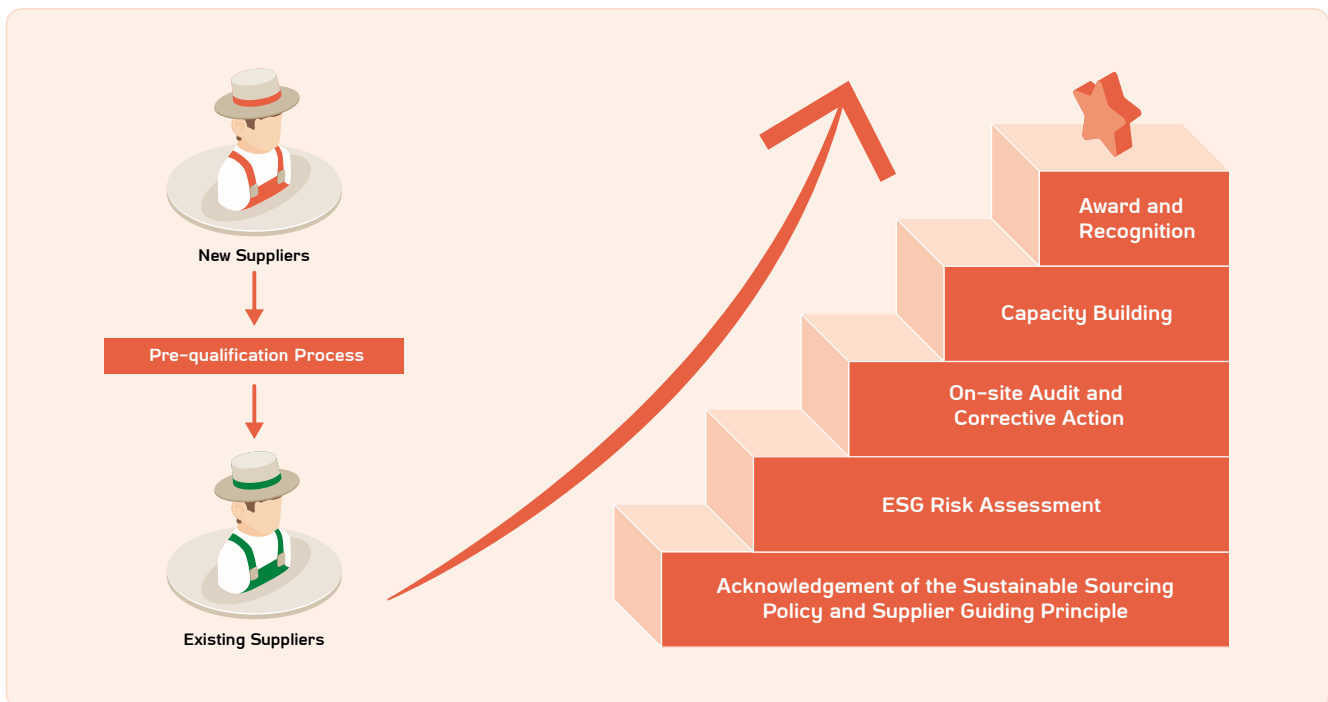 New Suppliers
Pre-qualification Process
Existing Suppliers
Award and
Recognition
Capacity Building
On-site Audit and
Corrective Action
ESG Risk Assessment
Acknowledgement of the Sustainable Sourcing
Policy and Supplier Guiding Principle